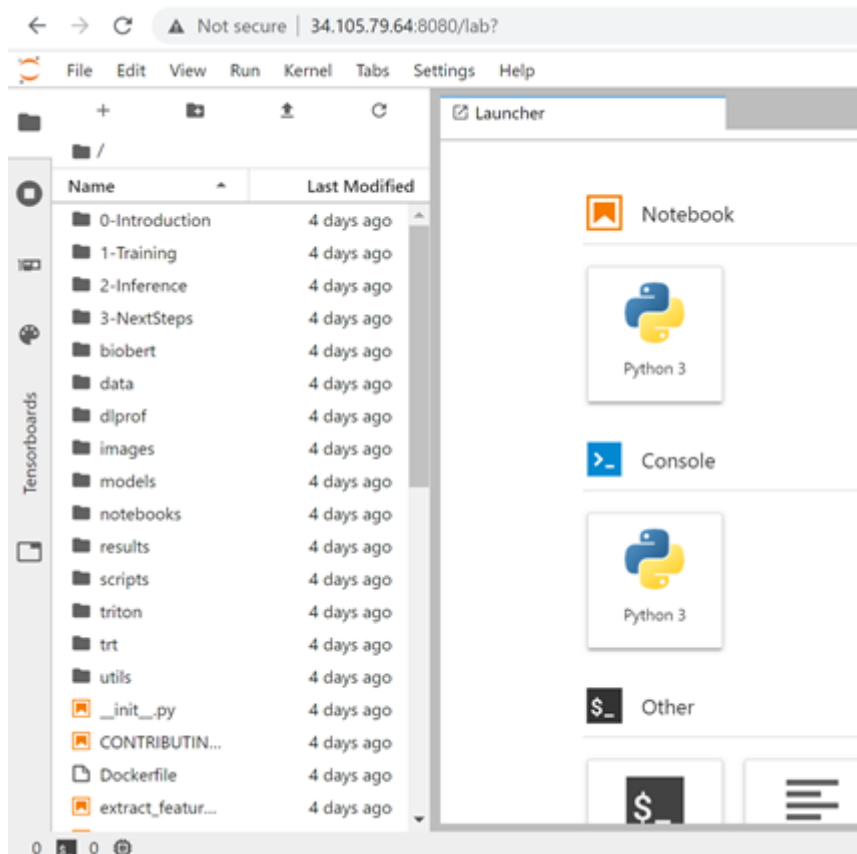 Not secure | 34.105.79.64:8080/lab?
File Edit View Run Kernel Tabs Settings Help
Launcher
/
Name Last Modified
0-Introduction 4 days ago
1-Training 4 days ago
2-Inference 4 days ago
3-NextSteps 4 days ago
biobert 4 days ago
data 4 days ago
dlprof 4 days ago
images 4 days ago
models 4 days ago
notebooks 4 days ago
results 4 days ago
scripts 4 days ago
triton 4 days ago
trt 4 days ago
utils 4 days ago
__init__.py 4 days ago
CONTRIBUTIN... 4 days ago
Dockerfile 4 days ago
extract_featur... 4 days ago
Tensorboards
Notebook
Python 3
Console
Python 3
$_ Other
$_
0 $_ 0